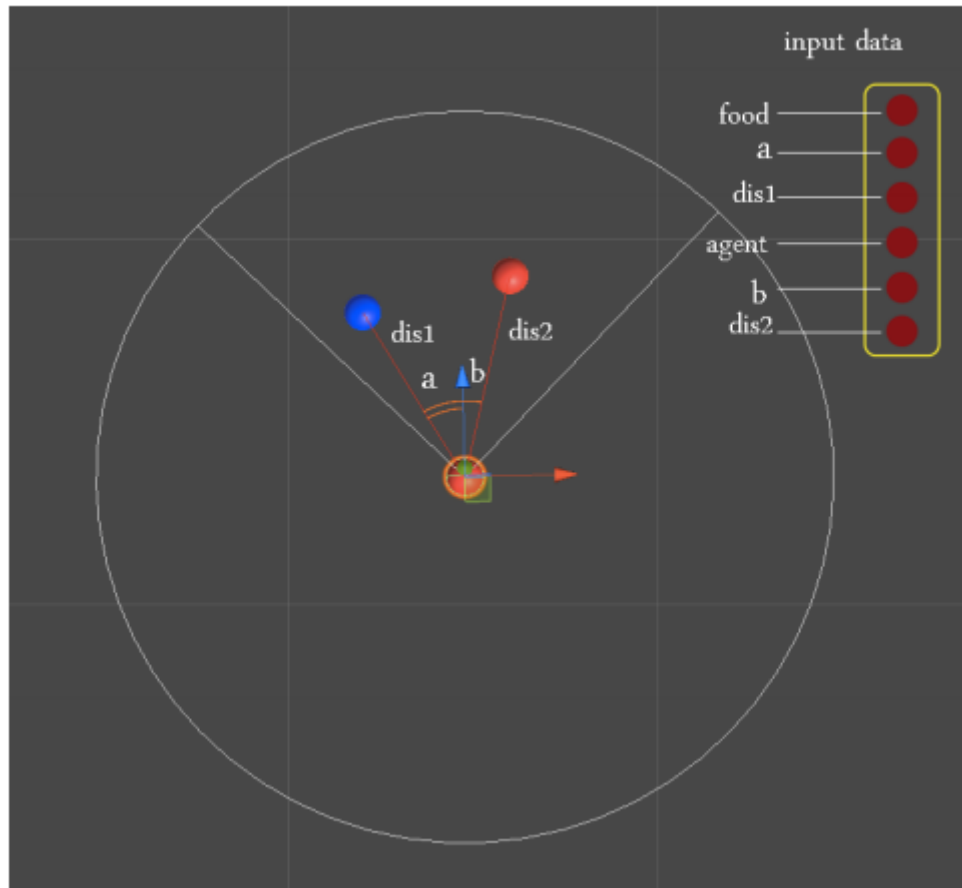 input data
food
a
dis1
agent
b
dis2
dis1
dis2
a
b